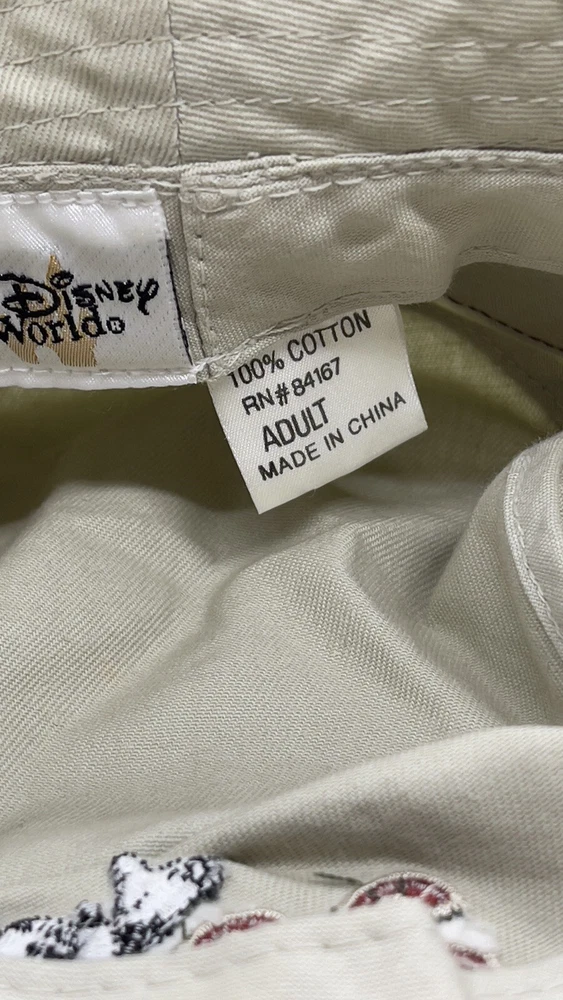 Disney
World®
100% COTTON
RN#84167
ADULT
MADE IN CHINA